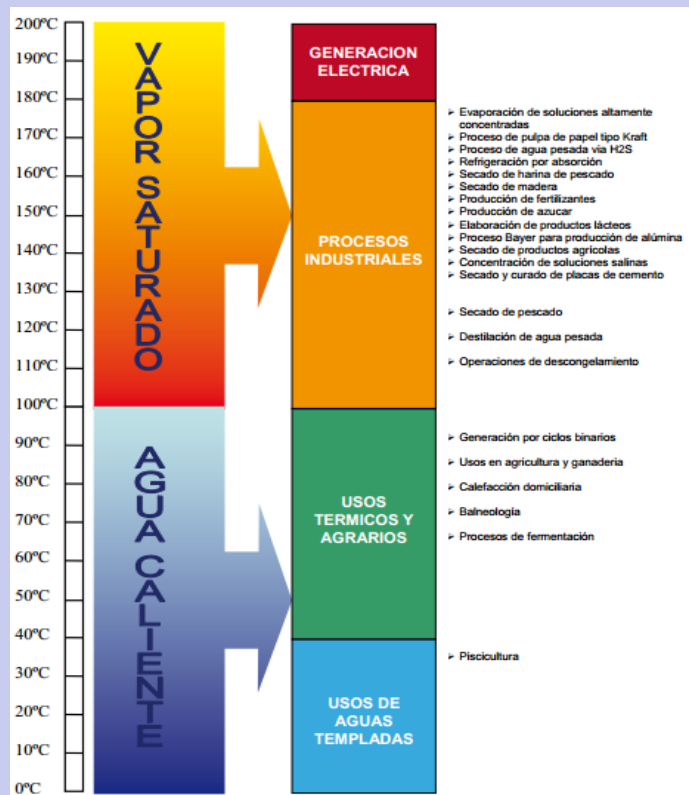 200ºC
190ºC
180ºC
170ºC
160ºC
150ºC
140ºC
130ºC
120ºC
110ºC
100ºC
90ºC
80ºC
70ºC
60ºC
50ºC
40ºC
30ºC
20ºC
10ºC
0ºC
VAPOR SATURADO
AGUA CALIENTE
GENERACION
ELECTRICA
PROCESOS
INDUSTRIALES
USOS
TERMICOS Y
AGRARIOS
USOS DE
AGUAS
TEMPLADAS
➢ Evaporación de soluciones altamente
concentradas
➢ Proceso de pulpa de papel tipo Kraft
➢ Proceso de agua pesada via H2S
➢ Refrigeración por absorción
➢ Secado de harina de pescado
➢ Secado de madera
➢ Producción de fertilizantes
➢ Producción de azucar
➢ Elaboración de productos lácteos
➢ Proceso Bayer para producción de alúmina
➢ Secado de productos agrícolas
➢ Concentración de soluciones salinas
➢ Secado y curado de placas de cemento
➢ Secado de pescado
➢ Destilación de agua pesada
➢ Operaciones de descongelamiento
➢ Generación por ciclos binarios
➢ Usos en agricultura y ganaderia
➢ Calefacción domiciliaria
➢ Balneología
➢ Procesos de fermentación
➢ Piscicultura